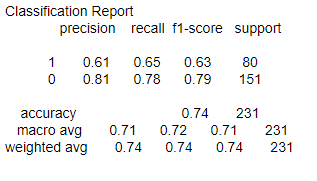 Classification Report
precision recall f1-score support
1 0.61 0.65 0.63 80
0 0.81 0.78 0.79 151
accuracy 0.74 231
macro avg 0.71 0.72 0.71 231
weighted avg 0.74 0.74 0.74 231